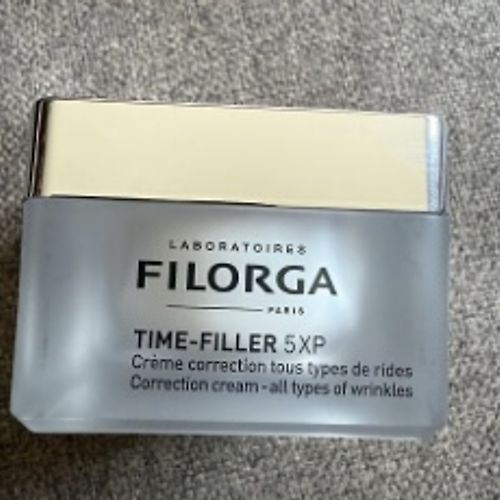 LABORATOIRES
FILORGA
PARIS
TIME-FILLER 5XP
Crème correction tous types de rides
Correction cream - all types of wrinkles